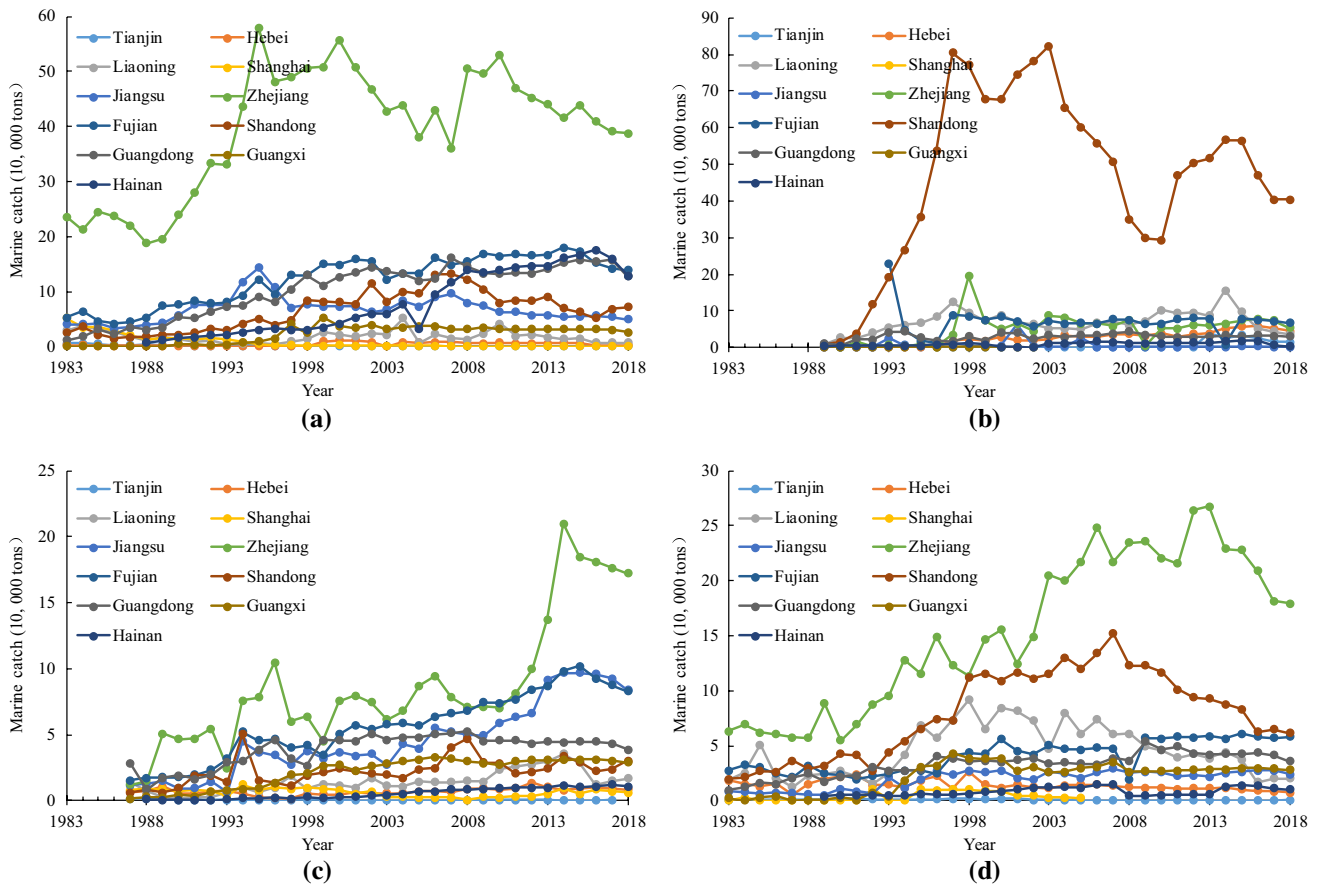 60
50
40
30
20
10
0
Marine catch (10, 000 tons)
Tianjin Hebei
Liaoning Shanghai
Jiangsu Zhejiang
Fujian Shandong
Guangdong Guangxi
Hainan
1983 1988 1993 1998 2003 2008 2013 2018
Year
(a)
90
80
70
60
50
40
30
20
10
0
Marine catch (10, 000 tons)
Tianjin Hebei
Liaoning Shanghai
Jiangsu Zhejiang
Fujian Shandong
Guangdong Guangxi
Hainan
1983 1988 1993 1998 2003 2008 2013 2018
Year
(b)
25
20
15
10
5
0
Marine catch (10, 000 tons)
Tianjin Hebei
Liaoning Shanghai
Jiangsu Zhejiang
Fujian Shandong
Guangdong Guangxi
Hainan
1983 1988 1993 1998 2003 2008 2013 2018
Year
(c)
30
25
20
15
10
5
0
Marine catch (10, 000 tons)
Tianjin Hebei
Liaoning Shanghai
Jiangsu Zhejiang
Fujian Shandong
Guangdong Guangxi
Hainan
1983 1988 1993 1998 2003 2008 2013 2018
Year
(d)